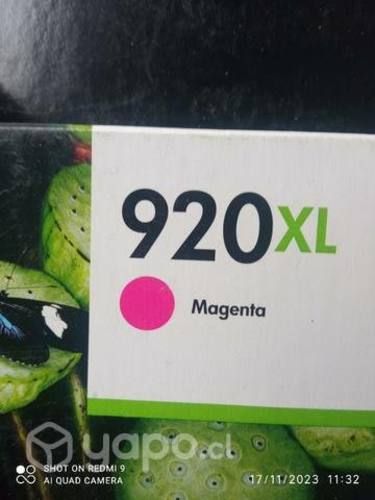 920XL
Magenta
yapo.cl
SHOT ON REDMI 9
AI QUAD CAMERA
17/11/2023 11:32